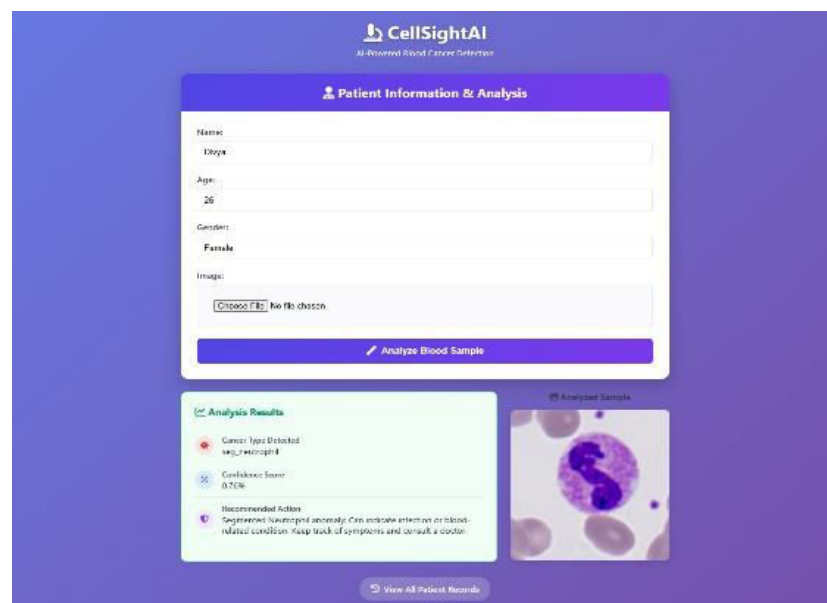 CellSightAI
AI-Powered Blood Cancer Detection
Patient Information & Analysis
Name:
Divya
Age:
26
Gender:
Female
Image:
Choose File No file chosen
Analyze Blood Sample
Analysis Results
Cancer Type Detected
seg_neutrophil
Confidence Score
0.76%
Recommended Action
Segmented Neutrophil anomaly: Can indicate infection or blood-
related condition. Keep track of symptoms and consult a doctor.
Analyzed Sample
View All Patient Records